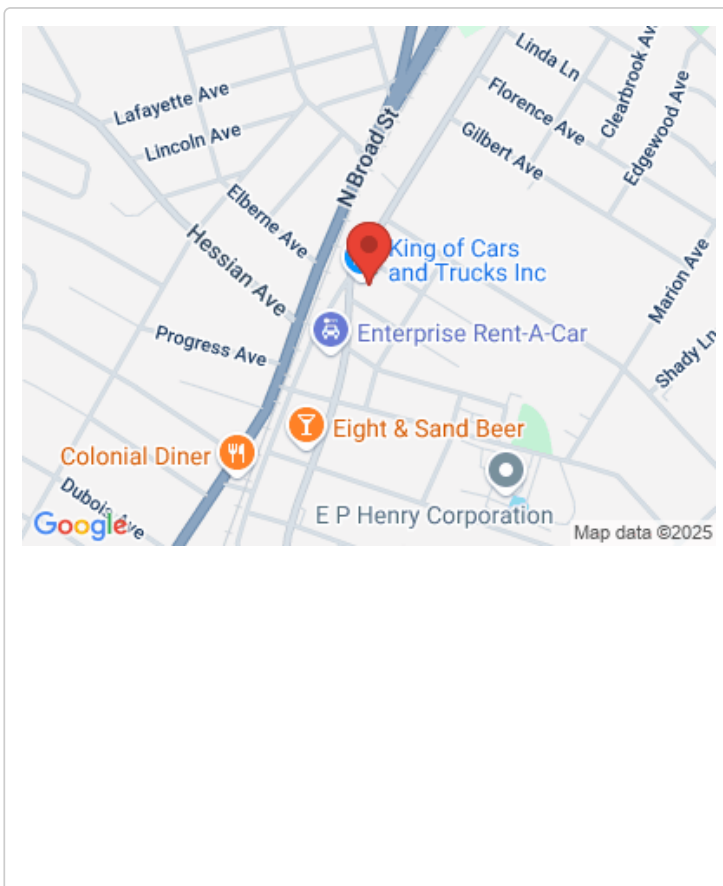 Linda Ln
Clearbrook Av
Florence Ave
Edgewood Ave
Lafayette Ave
Gilbert Ave
Lincoln Ave
N Broad St
Elberne Ave
Hessian Ave
King of Cars
and Trucks Inc
Marion Ave
Progress Ave
Enterprise Rent-A-Car
Shady Ln
Eight & Sand Beer
Colonial Diner
Dubois Ave
E P Henry Corporation
Google
Map data ©2025